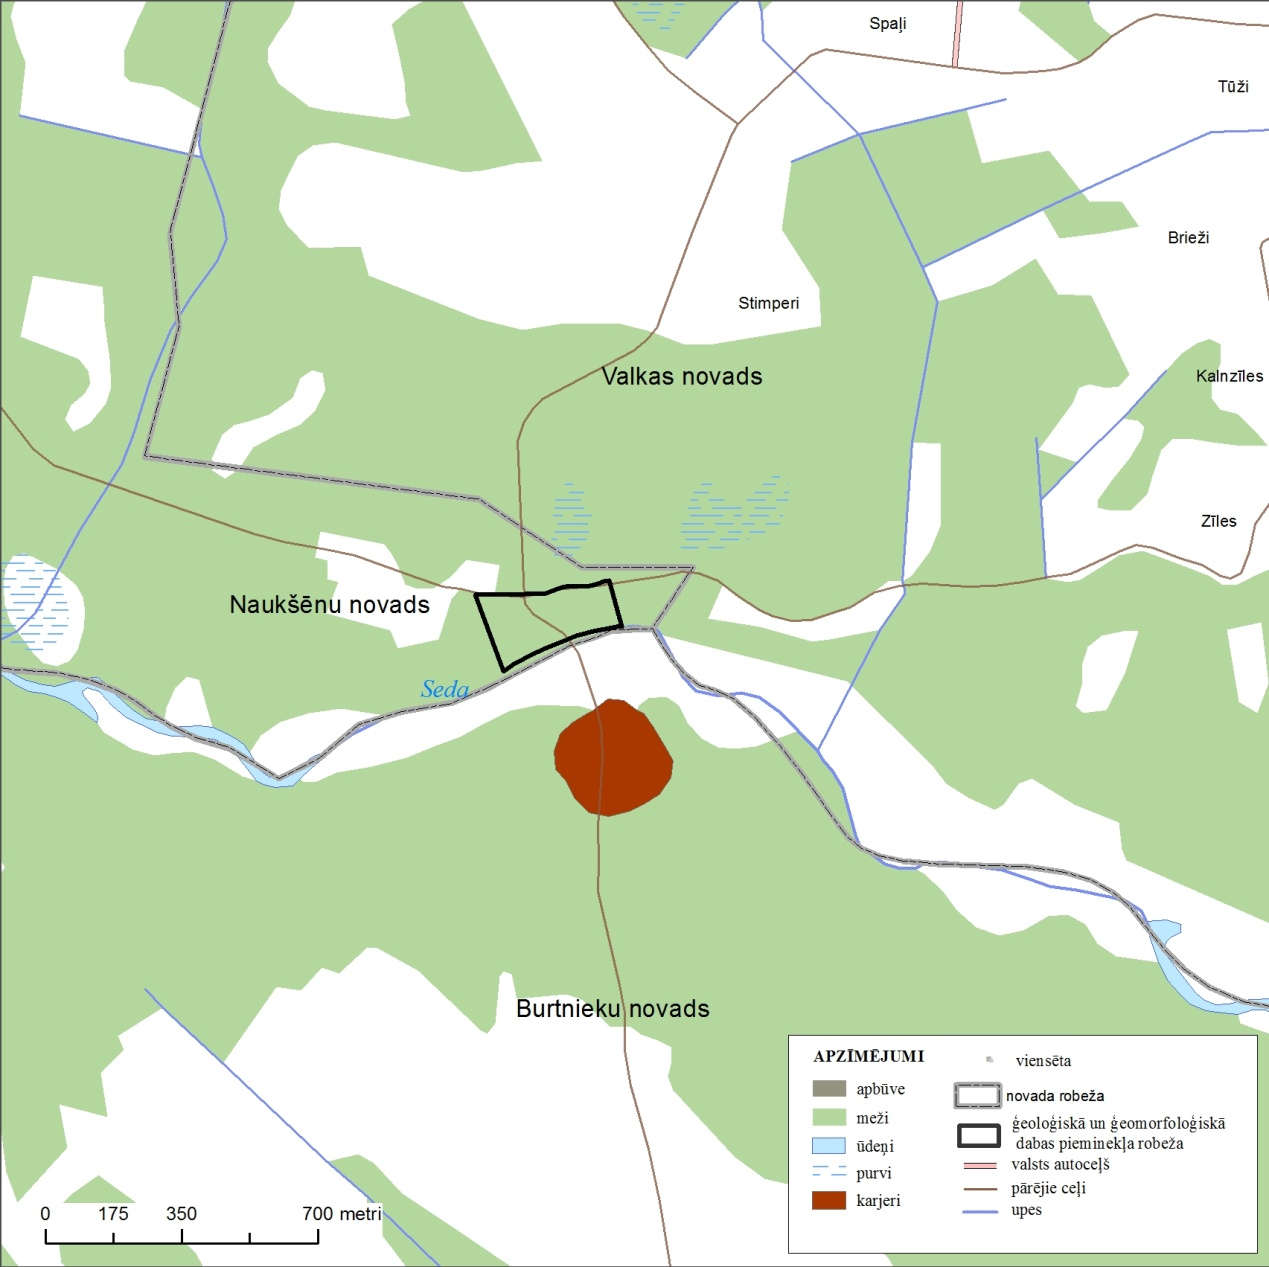 Spaļi
Tūži
Brieži
Stimperi
Valkas novads
Kalnzīles
Zīles
Naukšēnu novads
Seda
Burtnieku novads
APZĪMĒJUMI
apbūve
meži
ūdeņi
purvi
karjeri
viensēta
novada robeža
ģeoloģiskā un ģeomorfoloģiskā
dabas pieminekļa robeža
valsts autoceļš
pārējie ceļi
upes
0 175 350 700 metri